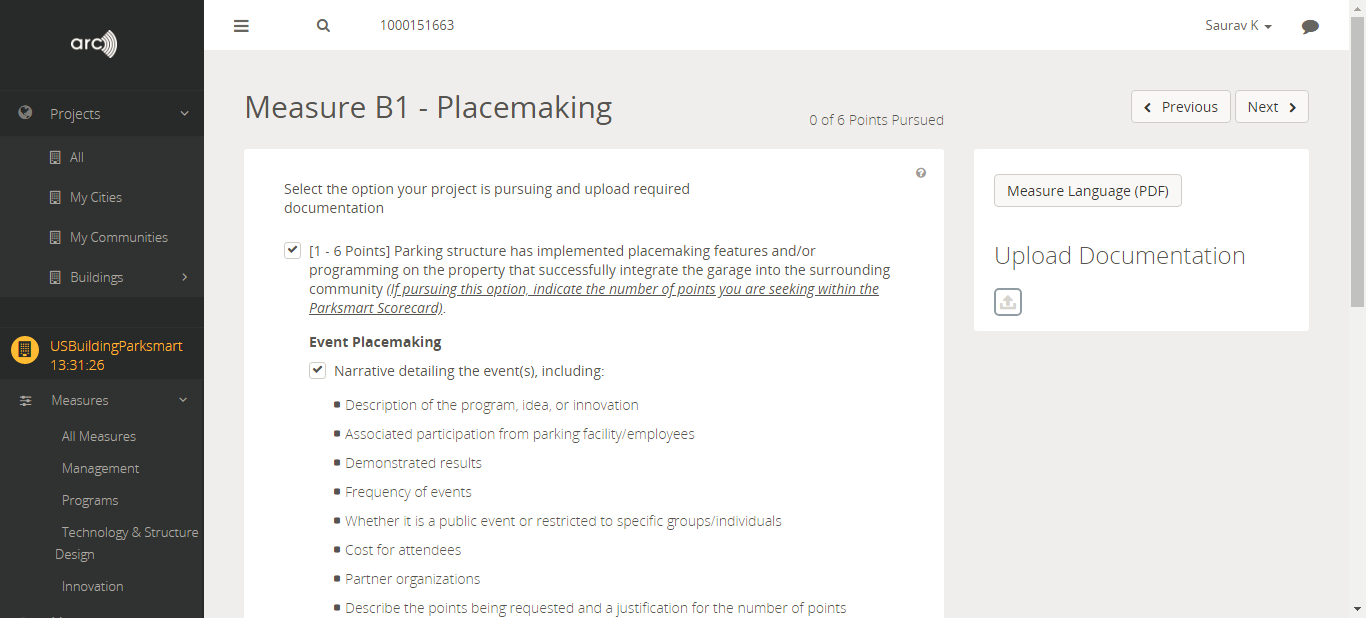 arc
1000151663
Saurav K
Projects
All
My Cities
My Communities
Buildings
USBuildingParksmart
13:31:26
Measures
All Measures
Management
Programs
Technology & Structure
Design
Innovation
Measure B1 - Placemaking
0 of 6 Points Pursued
Previous
Next
Select the option your project is pursuing and upload required
documentation
[1 - 6 Points] Parking structure has implemented placemaking features and/or
programming on the property that successfully integrate the garage into the surrounding
community (If pursuing this option, indicate the number of points you are seeking within the
Parksmart Scorecard).
Event Placemaking
Narrative detailing the event(s), including:
Description of the program, idea, or innovation
Associated participation from parking facility/employees
Demonstrated results
Frequency of events
Whether it is a public event or restricted to specific groups/individuals
Cost for attendees
Partner organizations
Describe the points being requested and a justification for the number of points
Measure Language (PDF)
Upload Documentation